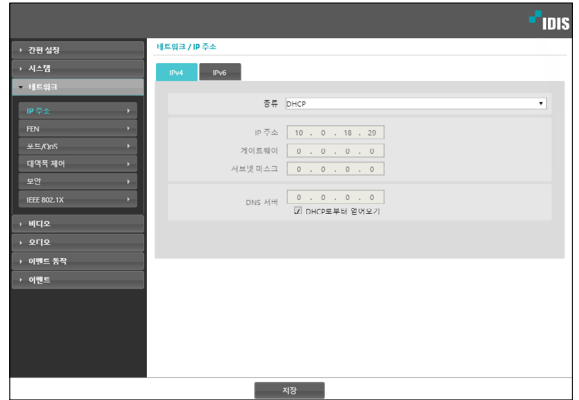 IDIS
간편 설정
시스템
네트워크
IP 주소
FEN
포트/QoS
대역폭 제어
보안
IEEE 802.1X
비디오
오디오
이벤트 동작
이벤트
네트워크 / IP 주소
IPv4 IPv6
종류 DHCP
IP 주소 10 . 0 . 18 . 29
게이트웨이 0 . 0 . 0 . 0
서브넷 마스크 0 . 0 . 0 . 0
DNS 서버 0 . 0 . 0 . 0
DHCP로부터 얻어오기
저장